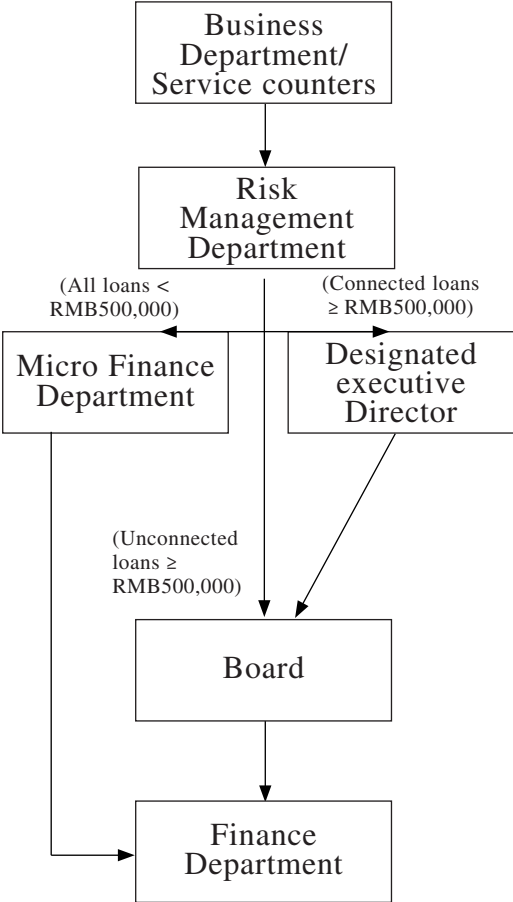 Business
Department/
Service counters
Risk
Management
Department
(All loans <
RMB500,000)
(Connected loans
≥ RMB500,000)
Micro Finance
Department
Designated
executive
Director
(Unconnected
loans ≥
RMB500,000)
Board
Finance
Department